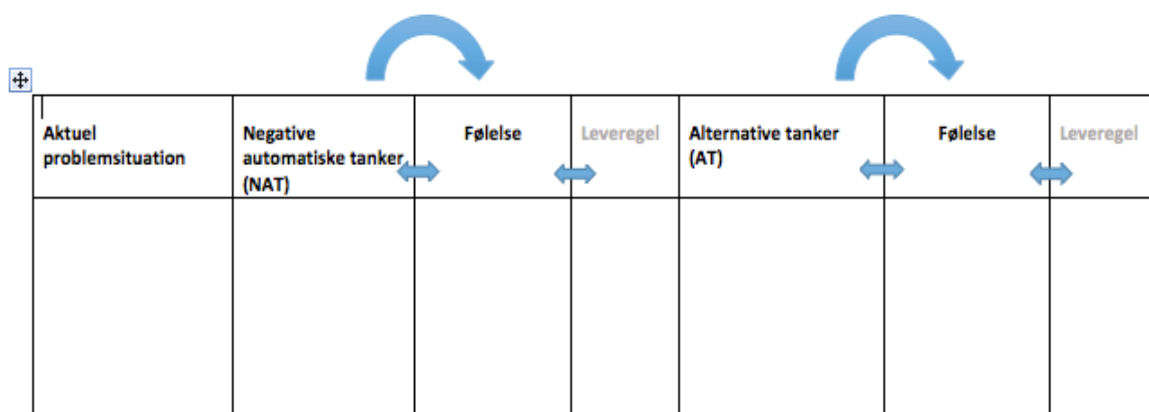 Aktuel
problemsituation
Negative
automatiske tanker
(NAT)
Følelse
Leveregel
Alternative tanker
(AT)
Følelse
Leveregel